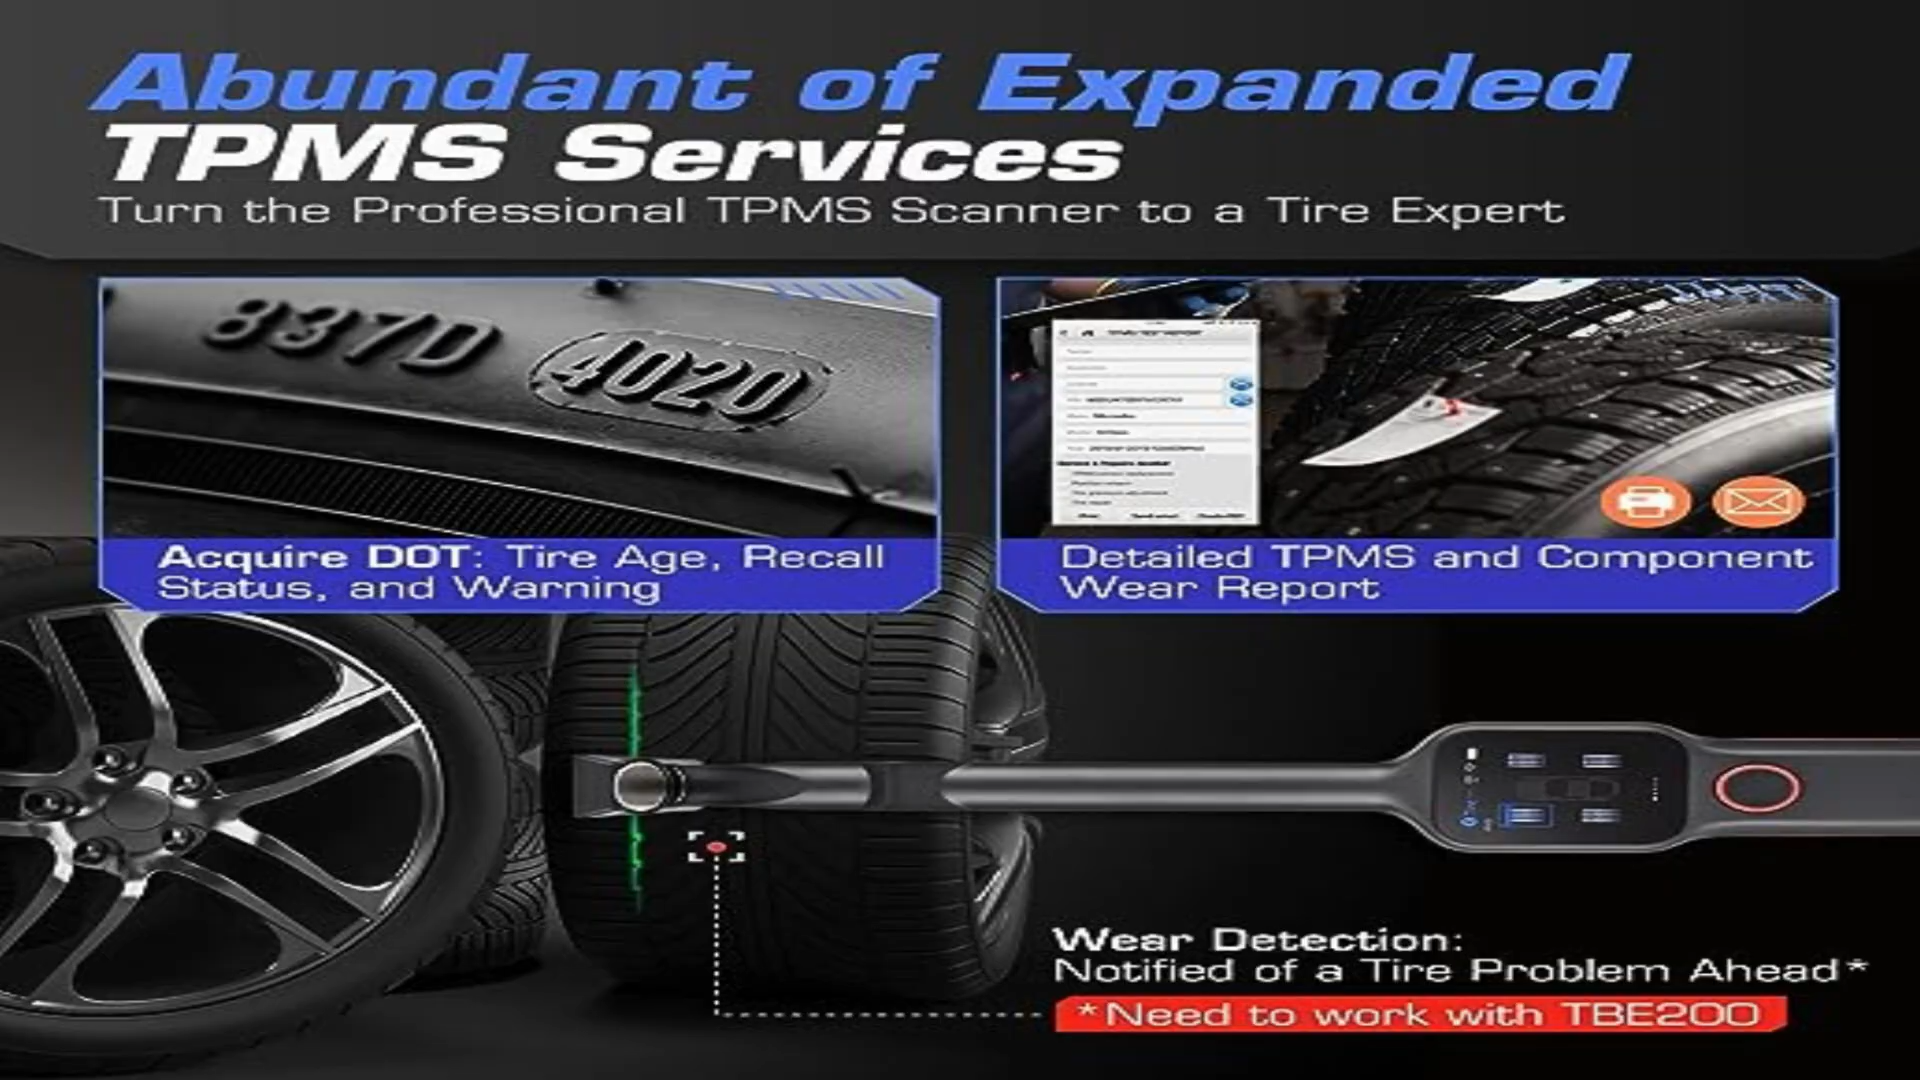 Abundant of Expanded
TPMS Services
Turn the Professional TPMS Scanner to a Tire Expert
837D 4020
Acquire DOT: Tire Age, Recall
Status, and Warning
Detailed TPMS and Component
Wear Report
Wear Detection:
Notified of a Tire Problem Ahead*
*Need to work with TBE200